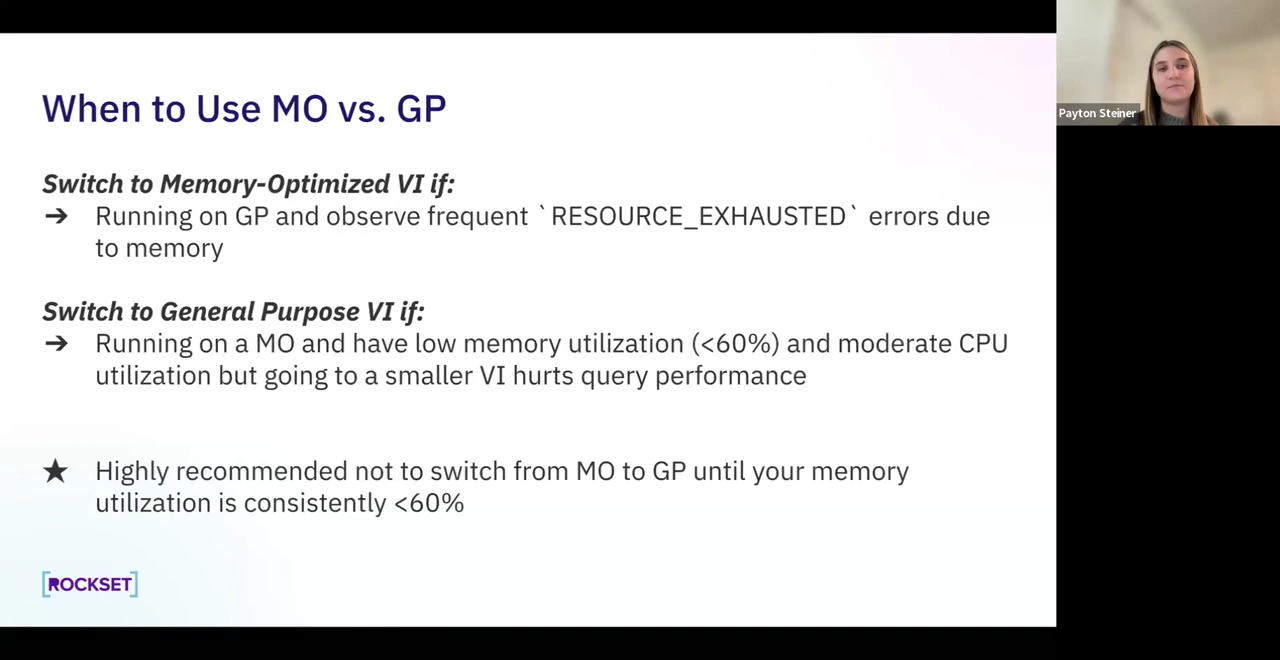 When to Use MO vs. GP
Switch to Memory-Optimized VI if:
➔ Running on GP and observe frequent `RESOURCE_EXHAUSTED` errors due
to memory
Switch to General Purpose VI if:
➔ Running on a MO and have low memory utilization (<60%) and moderate CPU
utilization but going to a smaller VI hurts query performance
★ Highly recommended not to switch from MO to GP until your memory
utilization is consistently <60%
[ROCKSET]
Payton Steiner